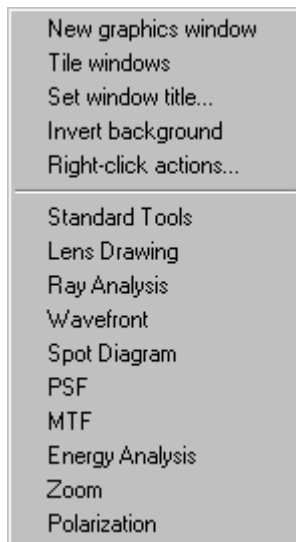 New graphics window
Tile windows
Set window title...
Invert background
Right-click actions...
Standard Tools
Lens Drawing
Ray Analysis
Wavefront
Spot Diagram
PSF
MTF
Energy Analysis
Zoom
Polarization